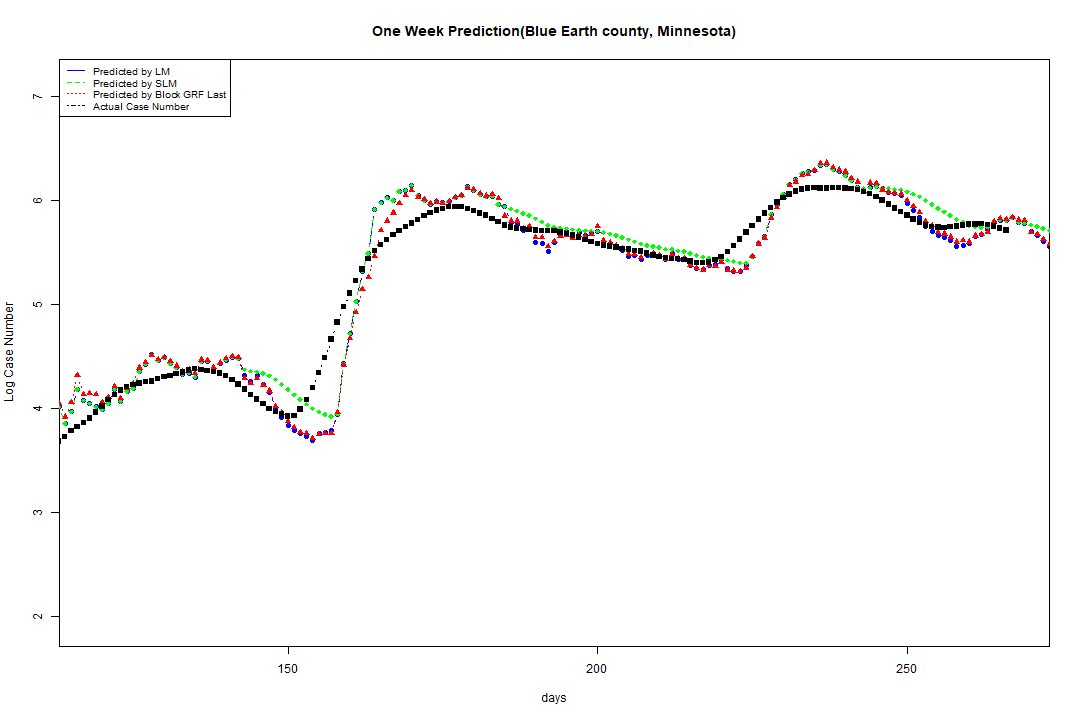 One Week Prediction(Blue Earth county, Minnesota)
Predicted by LM
Predicted by SLM
Predicted by Block GRF Last
Actual Case Number
7
6
5
4
3
2
Log Case Number
150 200 250
days